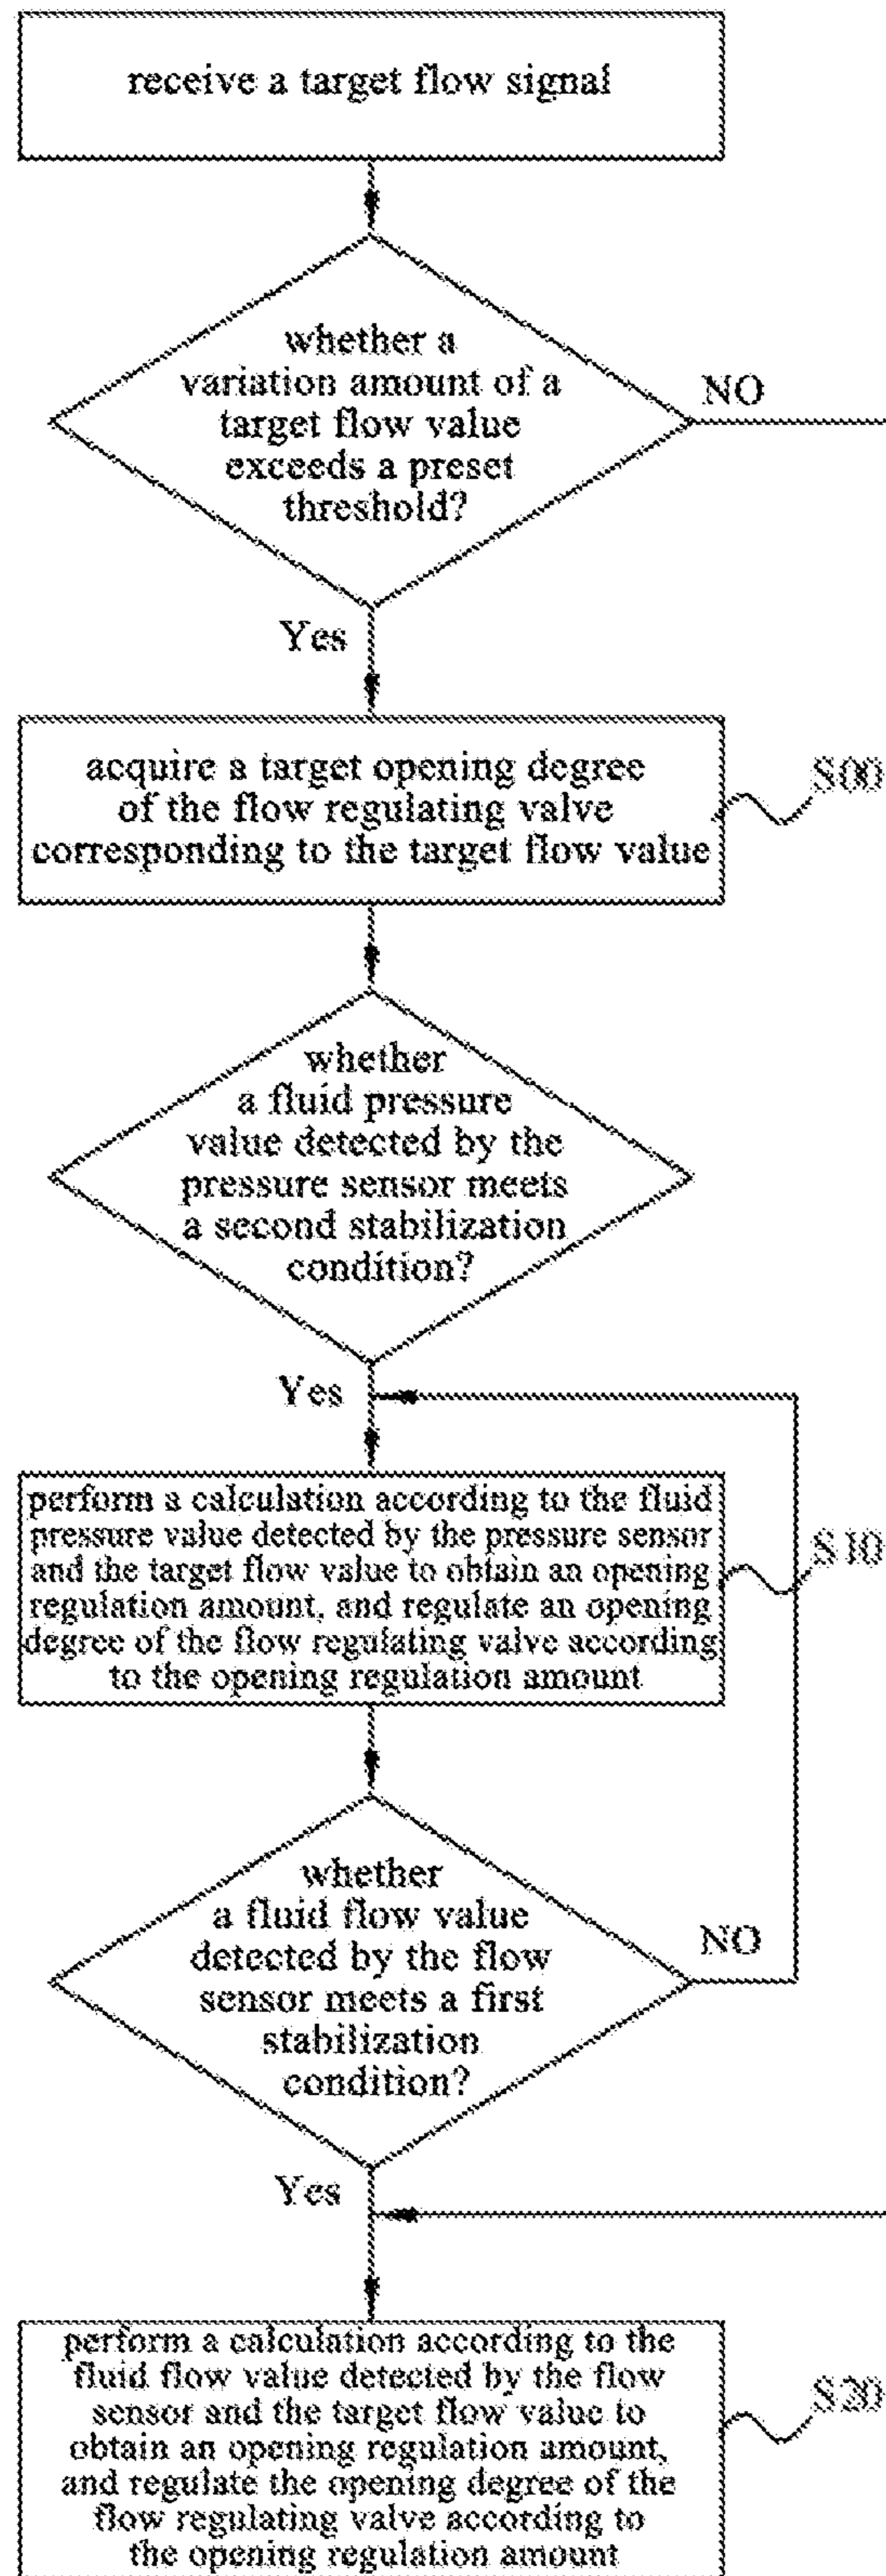 receive a target flow signal
whether a
variation amount of a
target flow value
exceeds a preset
threshold?
NO
Yes
acquire a target opening degree
of the flow regulating valve
corresponding to the target flow value
S00
whether
a fluid pressure
value detected by the
pressure sensor meets
a second stabilization
condition?
Yes
perform a calculation according to the fluid
pressure value detected by the pressure sensor
and the target flow value to obtain an opening
regulation amount, and regulate an opening
degree of the flow regulating valve according
to the opening regulation amount
S10
whether
a fluid flow value
detected by the flow
sensor meets a first
stabilization
condition?
NO
Yes
perform a calculation according to the
fluid flow value detected by the flow
sensor and the target flow value to
obtain an opening regulation amount,
and regulate the opening degree of the
flow regulating valve according to
the opening regulation amount
S20